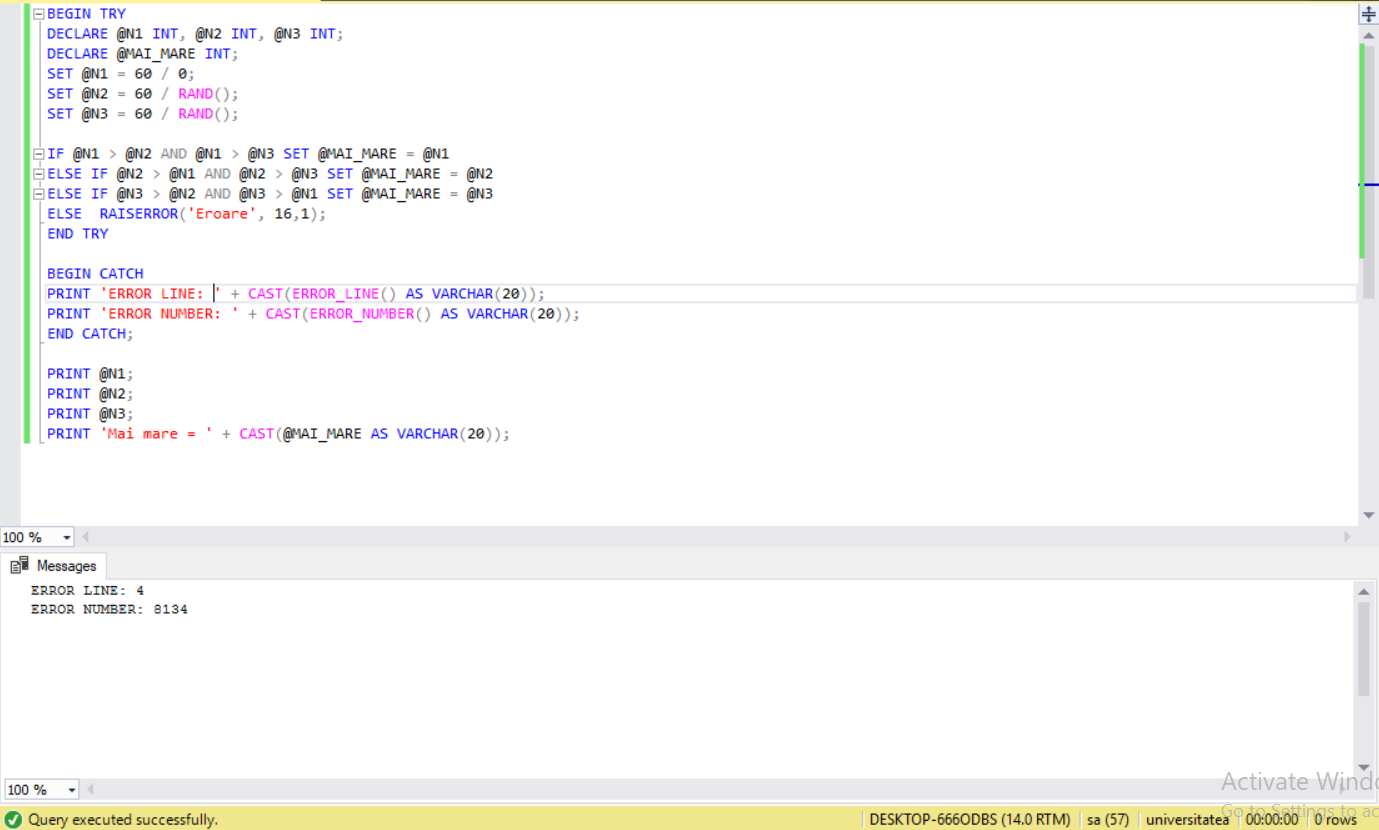 BEGIN TRY
DECLARE @N1 INT, @N2 INT, @N3 INT;
DECLARE @MAI_MARE INT;
SET @N1 = 60 / 0;
SET @N2 = 60 / RAND();
SET @N3 = 60 / RAND();
IF @N1 > @N2 AND @N1 > @N3 SET @MAI_MARE = @N1
ELSE IF @N2 > @N1 AND @N2 > @N3 SET @MAI_MARE = @N2
ELSE IF @N3 > @N2 AND @N3 > @N1 SET @MAI_MARE = @N3
ELSE  RAISERROR('Eroare', 16,1);
END TRY
BEGIN CATCH
PRINT 'ERROR LINE: ' + CAST(ERROR_LINE() AS VARCHAR(20));
PRINT 'ERROR NUMBER: ' + CAST(ERROR_NUMBER() AS VARCHAR(20));
END CATCH;
PRINT @N1;
PRINT @N2;
PRINT @N3;
PRINT 'Mai mare = ' + CAST(@MAI_MARE AS VARCHAR(20));
100 %
Messages
ERROR LINE: 4
ERROR NUMBER: 8134
100 %
Activate Windo
Go to Settings to ac
Query executed successfully.
DESKTOP-666ODBS (14.0 RTM) sa (57) universitatea 00:00:00 0 rows